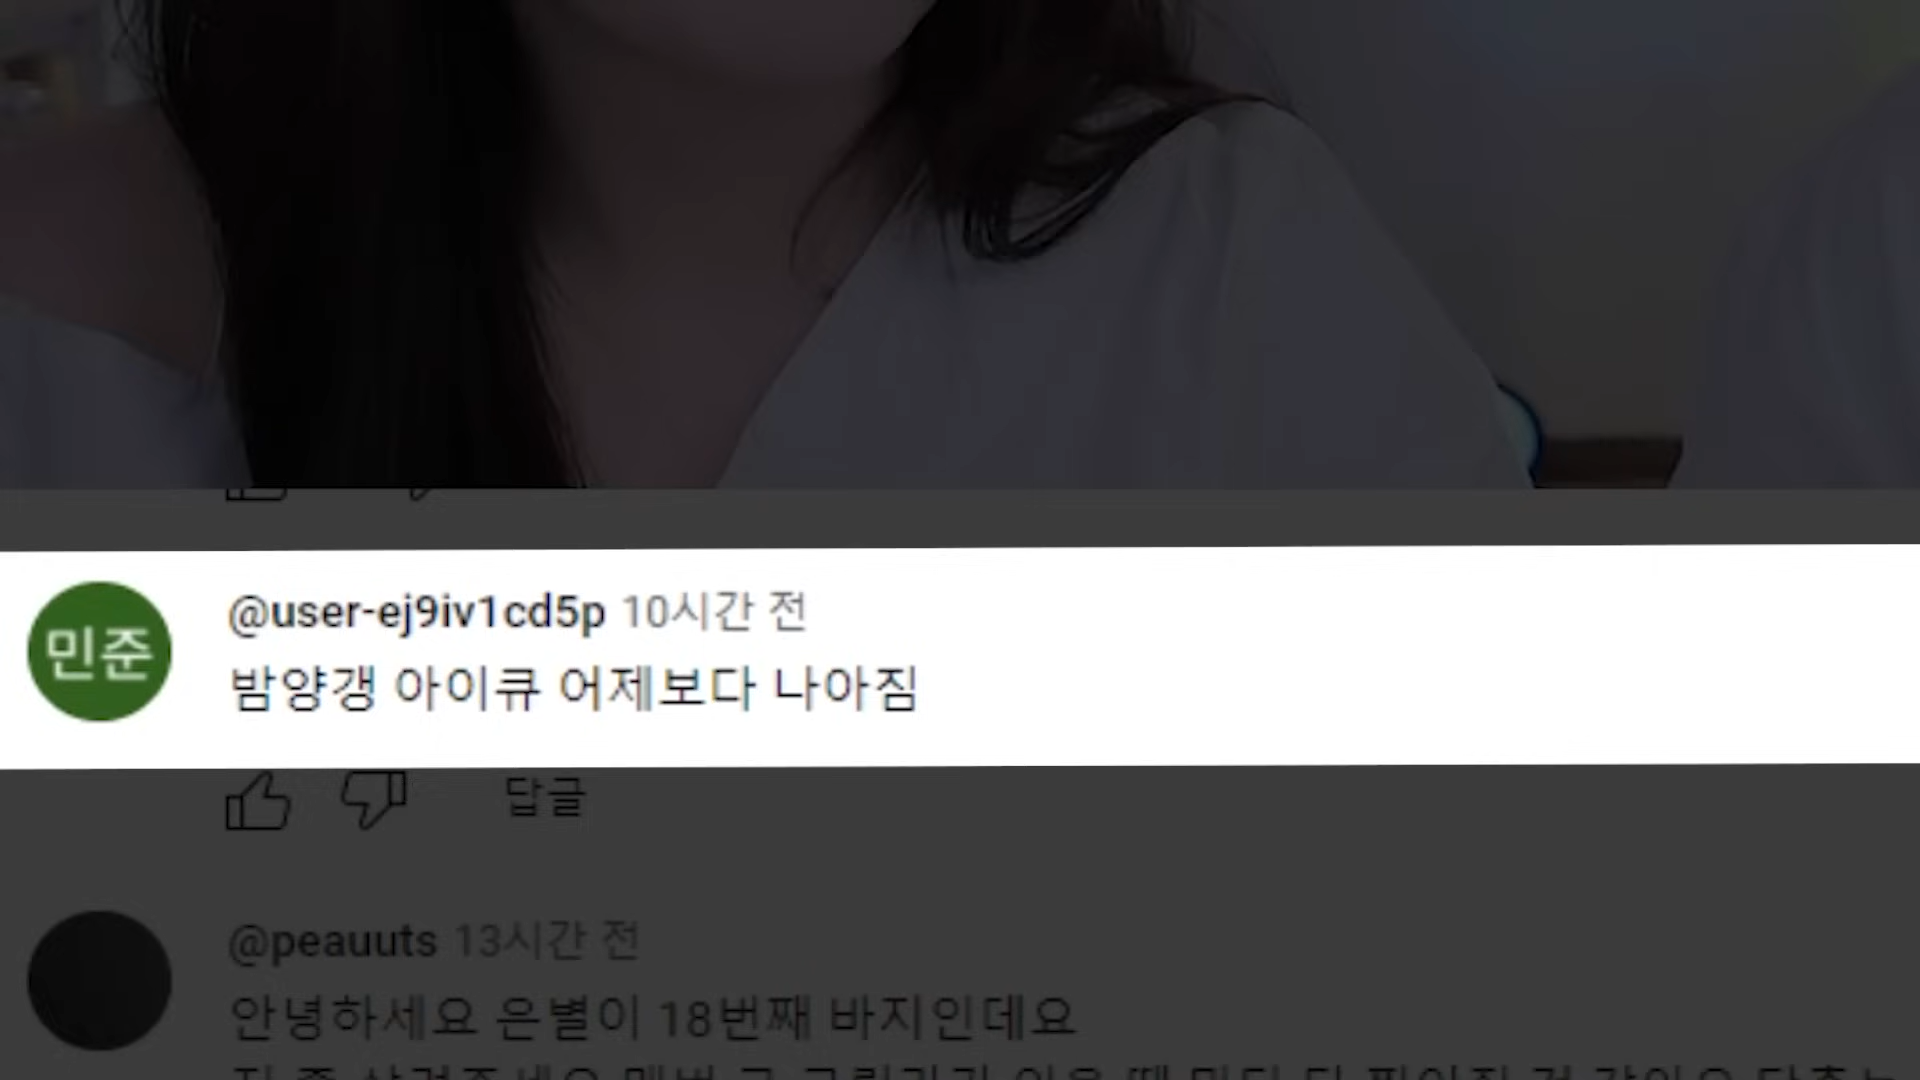 민준
@user-ej9iv1cd5p 10시간 전
밤양갱 아이큐 어제보다 나아짐
답글
@peauuts 13시간 전
안녕하세요 은별이 18번째 바지인데요